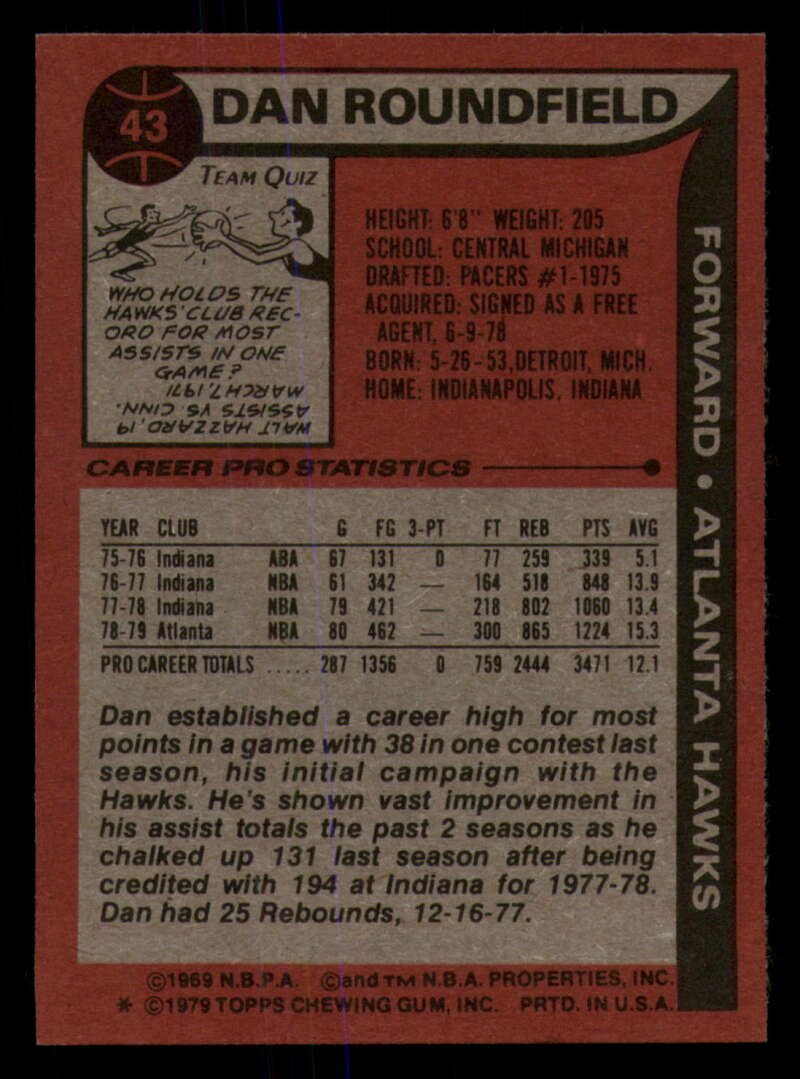 43
DAN ROUNDFIELD
TEAM QUIZ
WHO HOLDS THE
HAWKS' CLUB REC-
ORD FOR MOST
ASSISTS IN ONE
GAME?
WALT HAZZARD, 19
ASSISTS VS CINN.
MARCH 7, 1971
HEIGHT: 6'8" WEIGHT: 205
SCHOOL: CENTRAL MICHIGAN
DRAFTED: PACERS #1-1975
ACQUIRED: SIGNED AS A FREE
AGENT, 6-9-78
BORN: 5-26-53, DETROIT, MICH.
HOME: INDIANAPOLIS, INDIANA
FORWARD • ATLANTA HAWKS
CAREER PRO STATISTICS
YEAR CLUB G FG 3-PT FT REB PTS AVG
75-76 Indiana ABA 67 131 0 77 259 339 5.1
76-77 Indiana NBA 61 342 — 164 518 848 13.9
77-78 Indiana NBA 79 421 — 218 802 1060 13.4
78-79 Atlanta NBA 80 462 — 300 865 1224 15.3
PRO CAREER TOTALS ..... 287 1356 0 759 2444 3471 12.1
Dan established a career high for most
points in a game with 38 in one contest last
season, his initial campaign with the
Hawks. He's shown vast improvement in
his assist totals the past 2 seasons as he
chalked up 131 last season after being
credited with 194 at Indiana for 1977-78.
Dan had 25 Rebounds, 12-16-77.
©1969 N.B.P.A. ©and TM N.B.A. PROPERTIES, INC.
* ©1979 TOPPS CHEWING GUM, INC. PRTD. IN U.S.A.